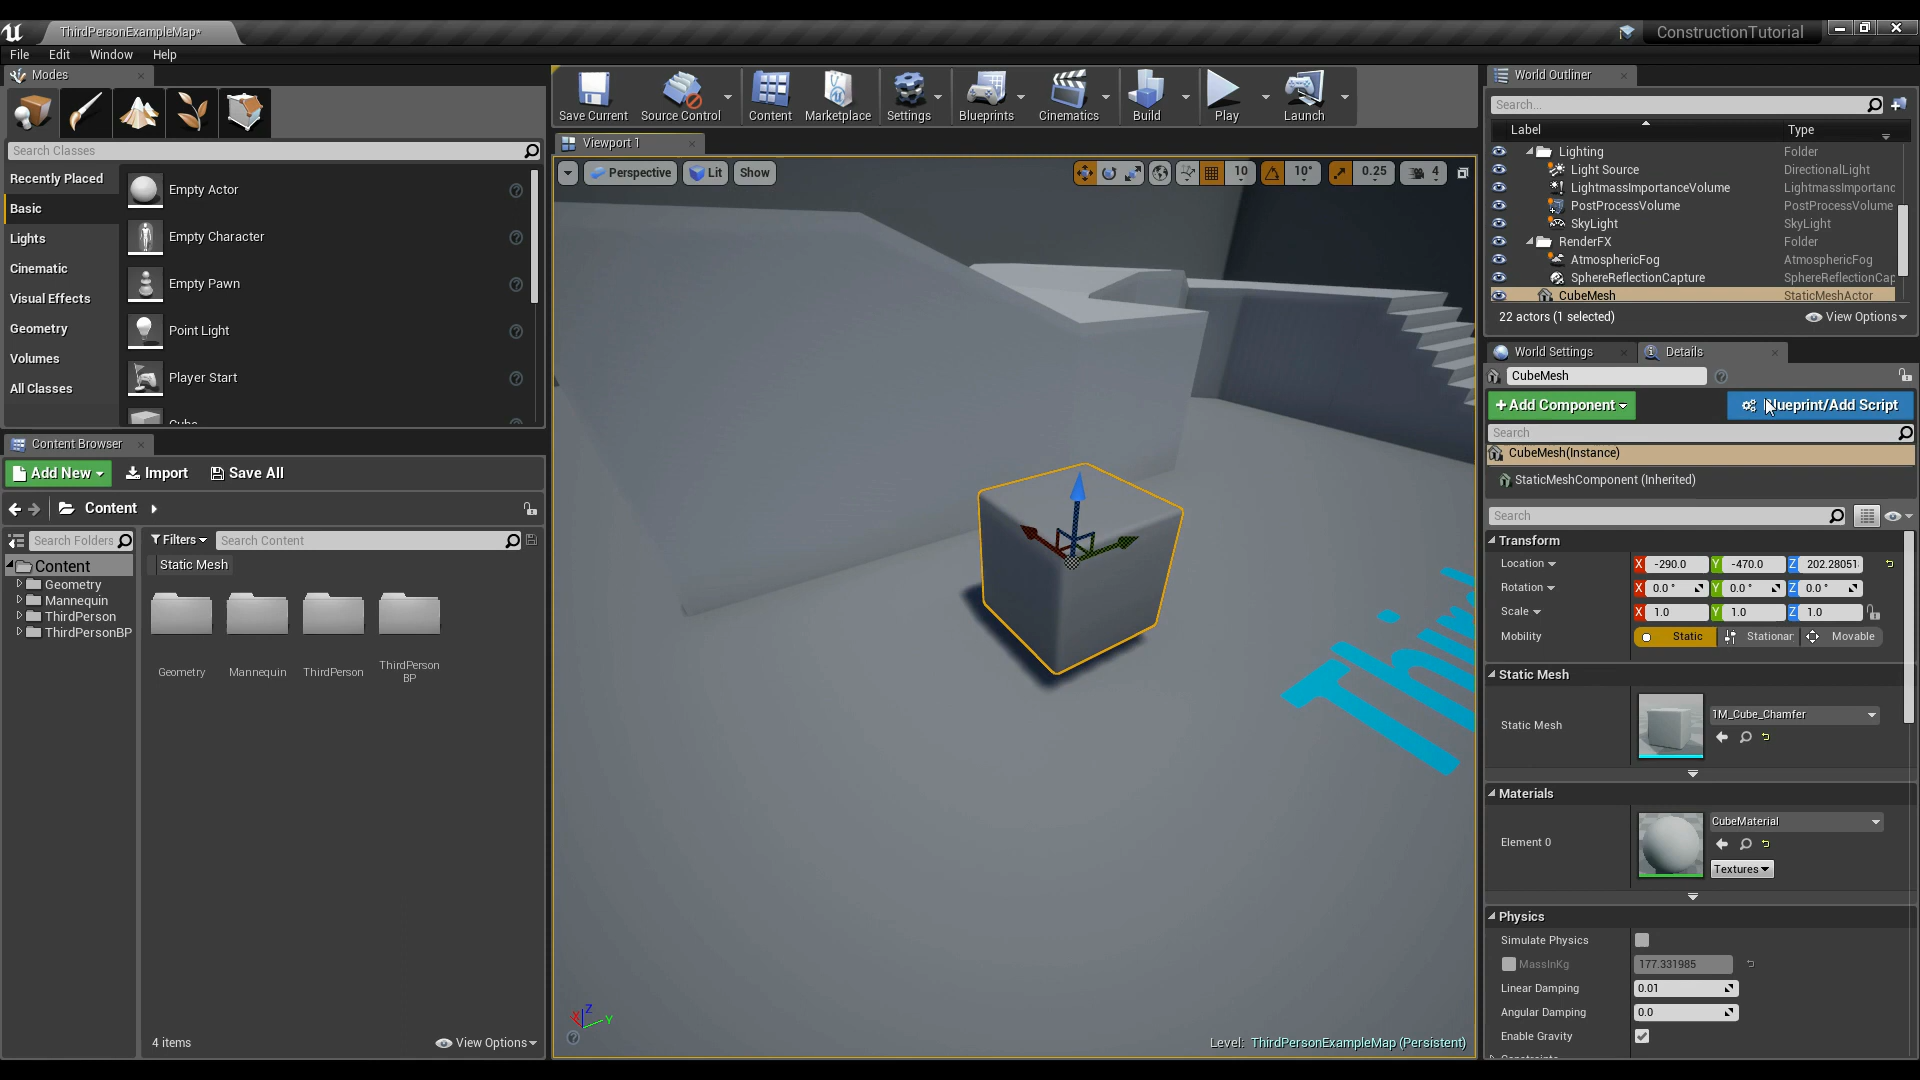 ThirdPersonExampleMap*
ConstructionTutorial
File Edit Window Help
Modes
Search Classes
Recently Placed
Basic
Lights
Cinematic
Visual Effects
Geometry
Volumes
All Classes
Empty Actor
Empty Character
Empty Pawn
Point Light
Player Start
Cube
Content Browser
Add New Import Save All
Content
Search Folders
Content
Geometry
Mannequin
ThirdPerson
ThirdPersonBP
Filters Search Content
Static Mesh
Geometry Mannequin ThirdPerson ThirdPerson
BP
4 items View Options
Save Current Source Control Content Marketplace Settings Blueprints Cinematics Build Play Launch
Viewport 1
Perspective Lit Show 10 10° 0.25 4
Thi
X Z Y
Level: ThirdPersonExampleMap (Persistent)
World Outliner
Search...
Label Type
Lighting Folder
Light Source DirectionalLight
LightmassImportanceVolume LightmassImportanc
PostProcessVolume PostProcessVolume
SkyLight SkyLight
RenderFX Folder
AtmosphericFog AtmosphericFog
SphereReflectionCapture SphereReflectionCap
CubeMesh StaticMeshActor
22 actors (1 selected) View Options
World Settings Details
CubeMesh
+Add Component lueprint/Add Script
Search
CubeMesh(Instance)
StaticMeshComponent (Inherited)
Search
Transform
Location X -290.0 Y -470.0 Z 202.28051
Rotation X 0.0 ° Y 0.0 ° Z 0.0 °
Scale X 1.0 Y 1.0 Z 1.0
Mobility Static Stationar Movable
Static Mesh
Static Mesh 1M_Cube_Chamfer
Materials
Element 0 CubeMaterial
Textures
Physics
Simulate Physics
MassInKg 177.331985
Linear Damping 0.01
Angular Damping 0.0
Enable Gravity
Constraints